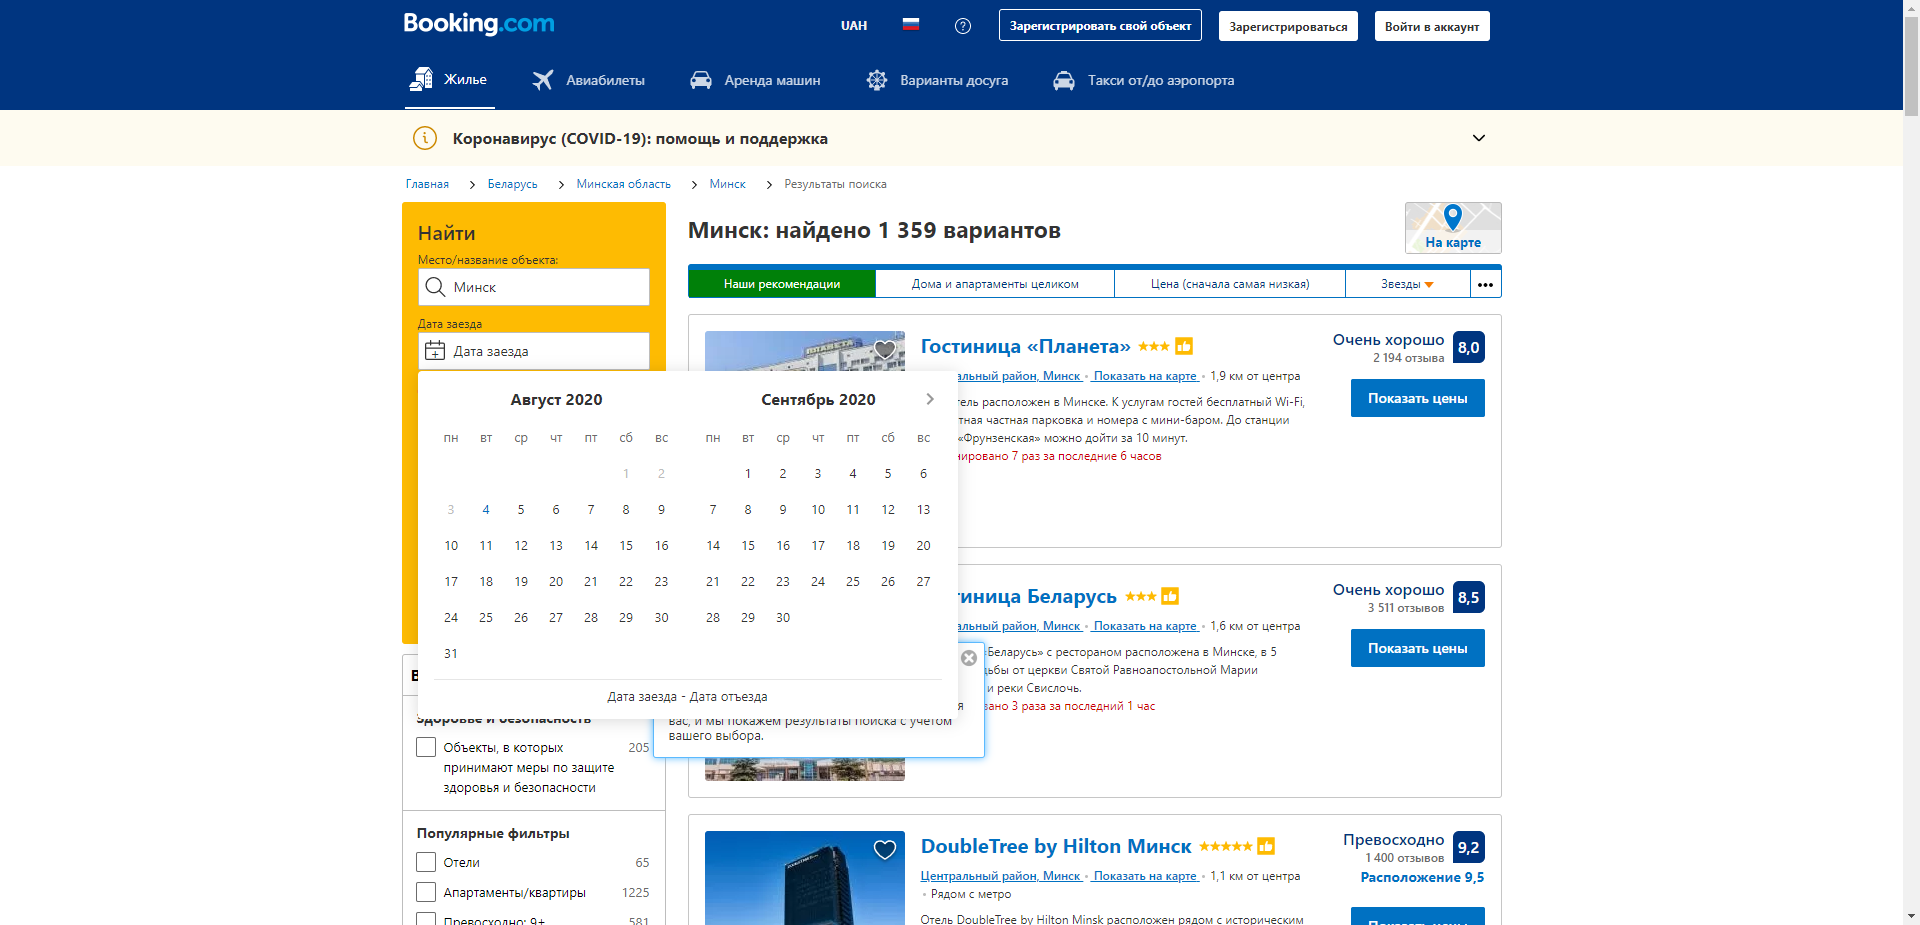 Booking.com
UAH
Зарегистрировать свой объект
Зарегистрироваться
Войти в аккаунт
Жилье
Авиабилеты
Аренда машин
Варианты досуга
Такси от/до аэропорта
Коронавирус (COVID-19): помощь и поддержка
Главная > Беларусь > Минская область > Минск > Результаты поиска
Найти
Место/название объекта:
Минск
Дата заезда
Дата заезда
Август 2020
пн вт ср чт пт сб вс
1 2
3 4 5 6 7 8 9
10 11 12 13 14 15 16
17 18 19 20 21 22 23
24 25 26 27 28 29 30
31
Сентябрь 2020
пн вт ср чт пт сб вс
1 2 3 4 5 6
7 8 9 10 11 12 13
14 15 16 17 18 19 20
21 22 23 24 25 26 27
28 29 30
Дата заезда - Дата отъезда
я
вас, и мы покажем результаты поиска с учетом
вашего выбора.
Здоровье и безопасность
Объекты, в которых 205
принимают меры по защите
здоровья и безопасности
Популярные фильтры
Отели 65
Апартаменты/квартиры 1225
Превосходно: 9+ 581
Минск: найдено 1 359 вариантов
На карте
Наши рекомендации
Дома и апартаменты целиком
Цена (сначала самая низкая)
Звезды
•••
ПЛАНЕТА
Гостиница «Планета»
альный район, Минск • Показать на карте • 1,9 км от центра
ель расположен в Минске. К услугам гостей бесплатный Wi-Fi,
тная частная парковка и номера с мини-баром. До станции
«Фрунзенская» можно дойти за 10 минут.
нировано 7 раз за последние 6 часов
Очень хорошо 8,0
2 194 отзыва
Показать цены
тиница Беларусь
альный район, Минск • Показать на карте • 1,6 км от центра
«Беларусь» с рестораном расположена в Минске, в 5
дьбы от церкви Святой Равноапостольной Марии
и реки Свислочь.
вано 3 раза за последний 1 час
Очень хорошо 8,5
3 511 отзывов
Показать цены
DoubleTree by Hilton Минск
Центральный район, Минск • Показать на карте • 1,1 км от центра
• Рядом с метро
Отель DoubleTree by Hilton Minsk расположен рядом с историческим
Превосходно 9,2
1 400 отзывов
Расположение 9,5
Показать цены